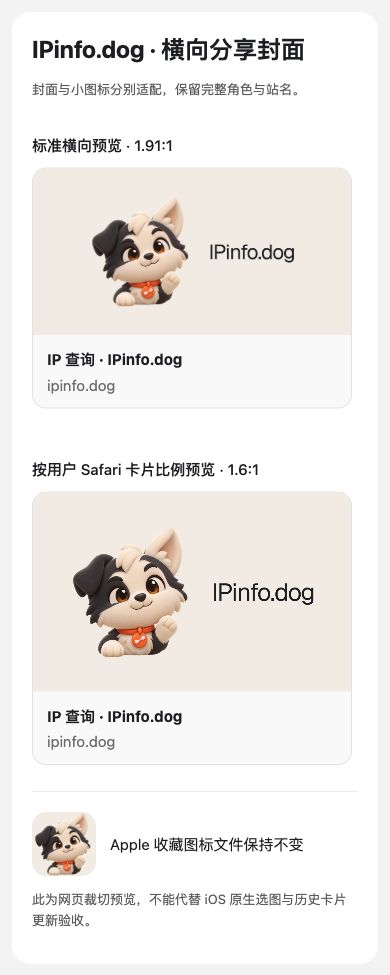 IPinfo.dog · 横向分享封面
封面与小图标分别适配，保留完整角色与站名。
标准横向预览 · 1.91:1
IPinfo.dog
IP 查询 · IPinfo.dog
ipinfo.dog
按用户 Safari 卡片比例预览 · 1.6:1
IPinfo.dog
IP 查询 · IPinfo.dog
ipinfo.dog
Apple 收藏图标文件保持不变
此为网页裁切预览，不能代替 iOS 原生选图与历史卡片
更新验收。